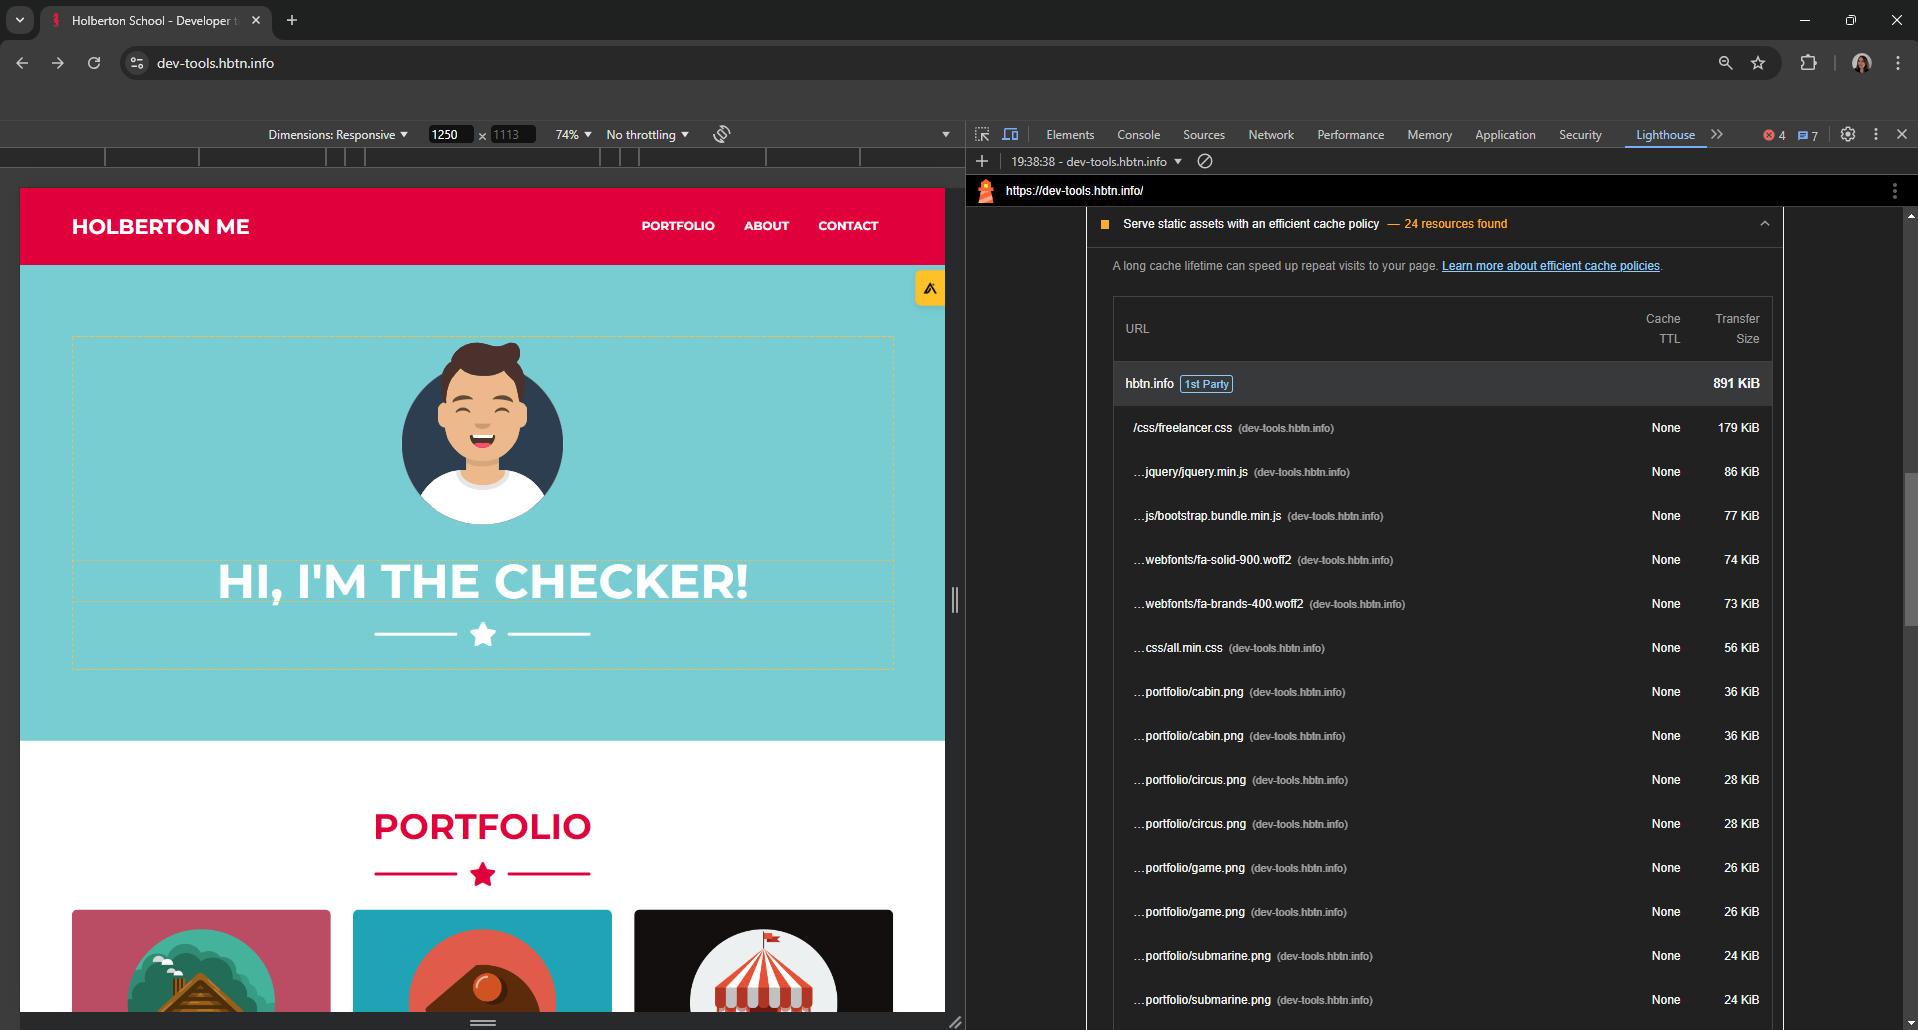 Holberton School - Developer t
dev-tools.hbtn.info
Dimensions: Responsive 1250 x 1113 74% No throttling
Elements Console Sources Network Performance Memory Application Security Lighthouse 4 7
19:38:38 - dev-tools.hbtn.info
https://dev-tools.hbtn.info/
HOLBERTON ME
PORTFOLIO ABOUT CONTACT
HI, I'M THE CHECKER!
PORTFOLIO
Serve static assets with an efficient cache policy — 24 resources found
A long cache lifetime can speed up repeat visits to your page. Learn more about efficient cache policies.
URL Cache TTL Transfer Size
hbtn.info 1st Party 891 KiB
/css/freelancer.css (dev-tools.hbtn.info) None 179 KiB
…jquery/jquery.min.js (dev-tools.hbtn.info) None 86 KiB
…js/bootstrap.bundle.min.js (dev-tools.hbtn.info) None 77 KiB
…webfonts/fa-solid-900.woff2 (dev-tools.hbtn.info) None 74 KiB
…webfonts/fa-brands-400.woff2 (dev-tools.hbtn.info) None 73 KiB
…css/all.min.css (dev-tools.hbtn.info) None 56 KiB
…portfolio/cabin.png (dev-tools.hbtn.info) None 36 KiB
…portfolio/cabin.png (dev-tools.hbtn.info) None 36 KiB
…portfolio/circus.png (dev-tools.hbtn.info) None 28 KiB
…portfolio/circus.png (dev-tools.hbtn.info) None 28 KiB
…portfolio/game.png (dev-tools.hbtn.info) None 26 KiB
…portfolio/game.png (dev-tools.hbtn.info) None 26 KiB
…portfolio/submarine.png (dev-tools.hbtn.info) None 24 KiB
…portfolio/submarine.png (dev-tools.hbtn.info) None 24 KiB